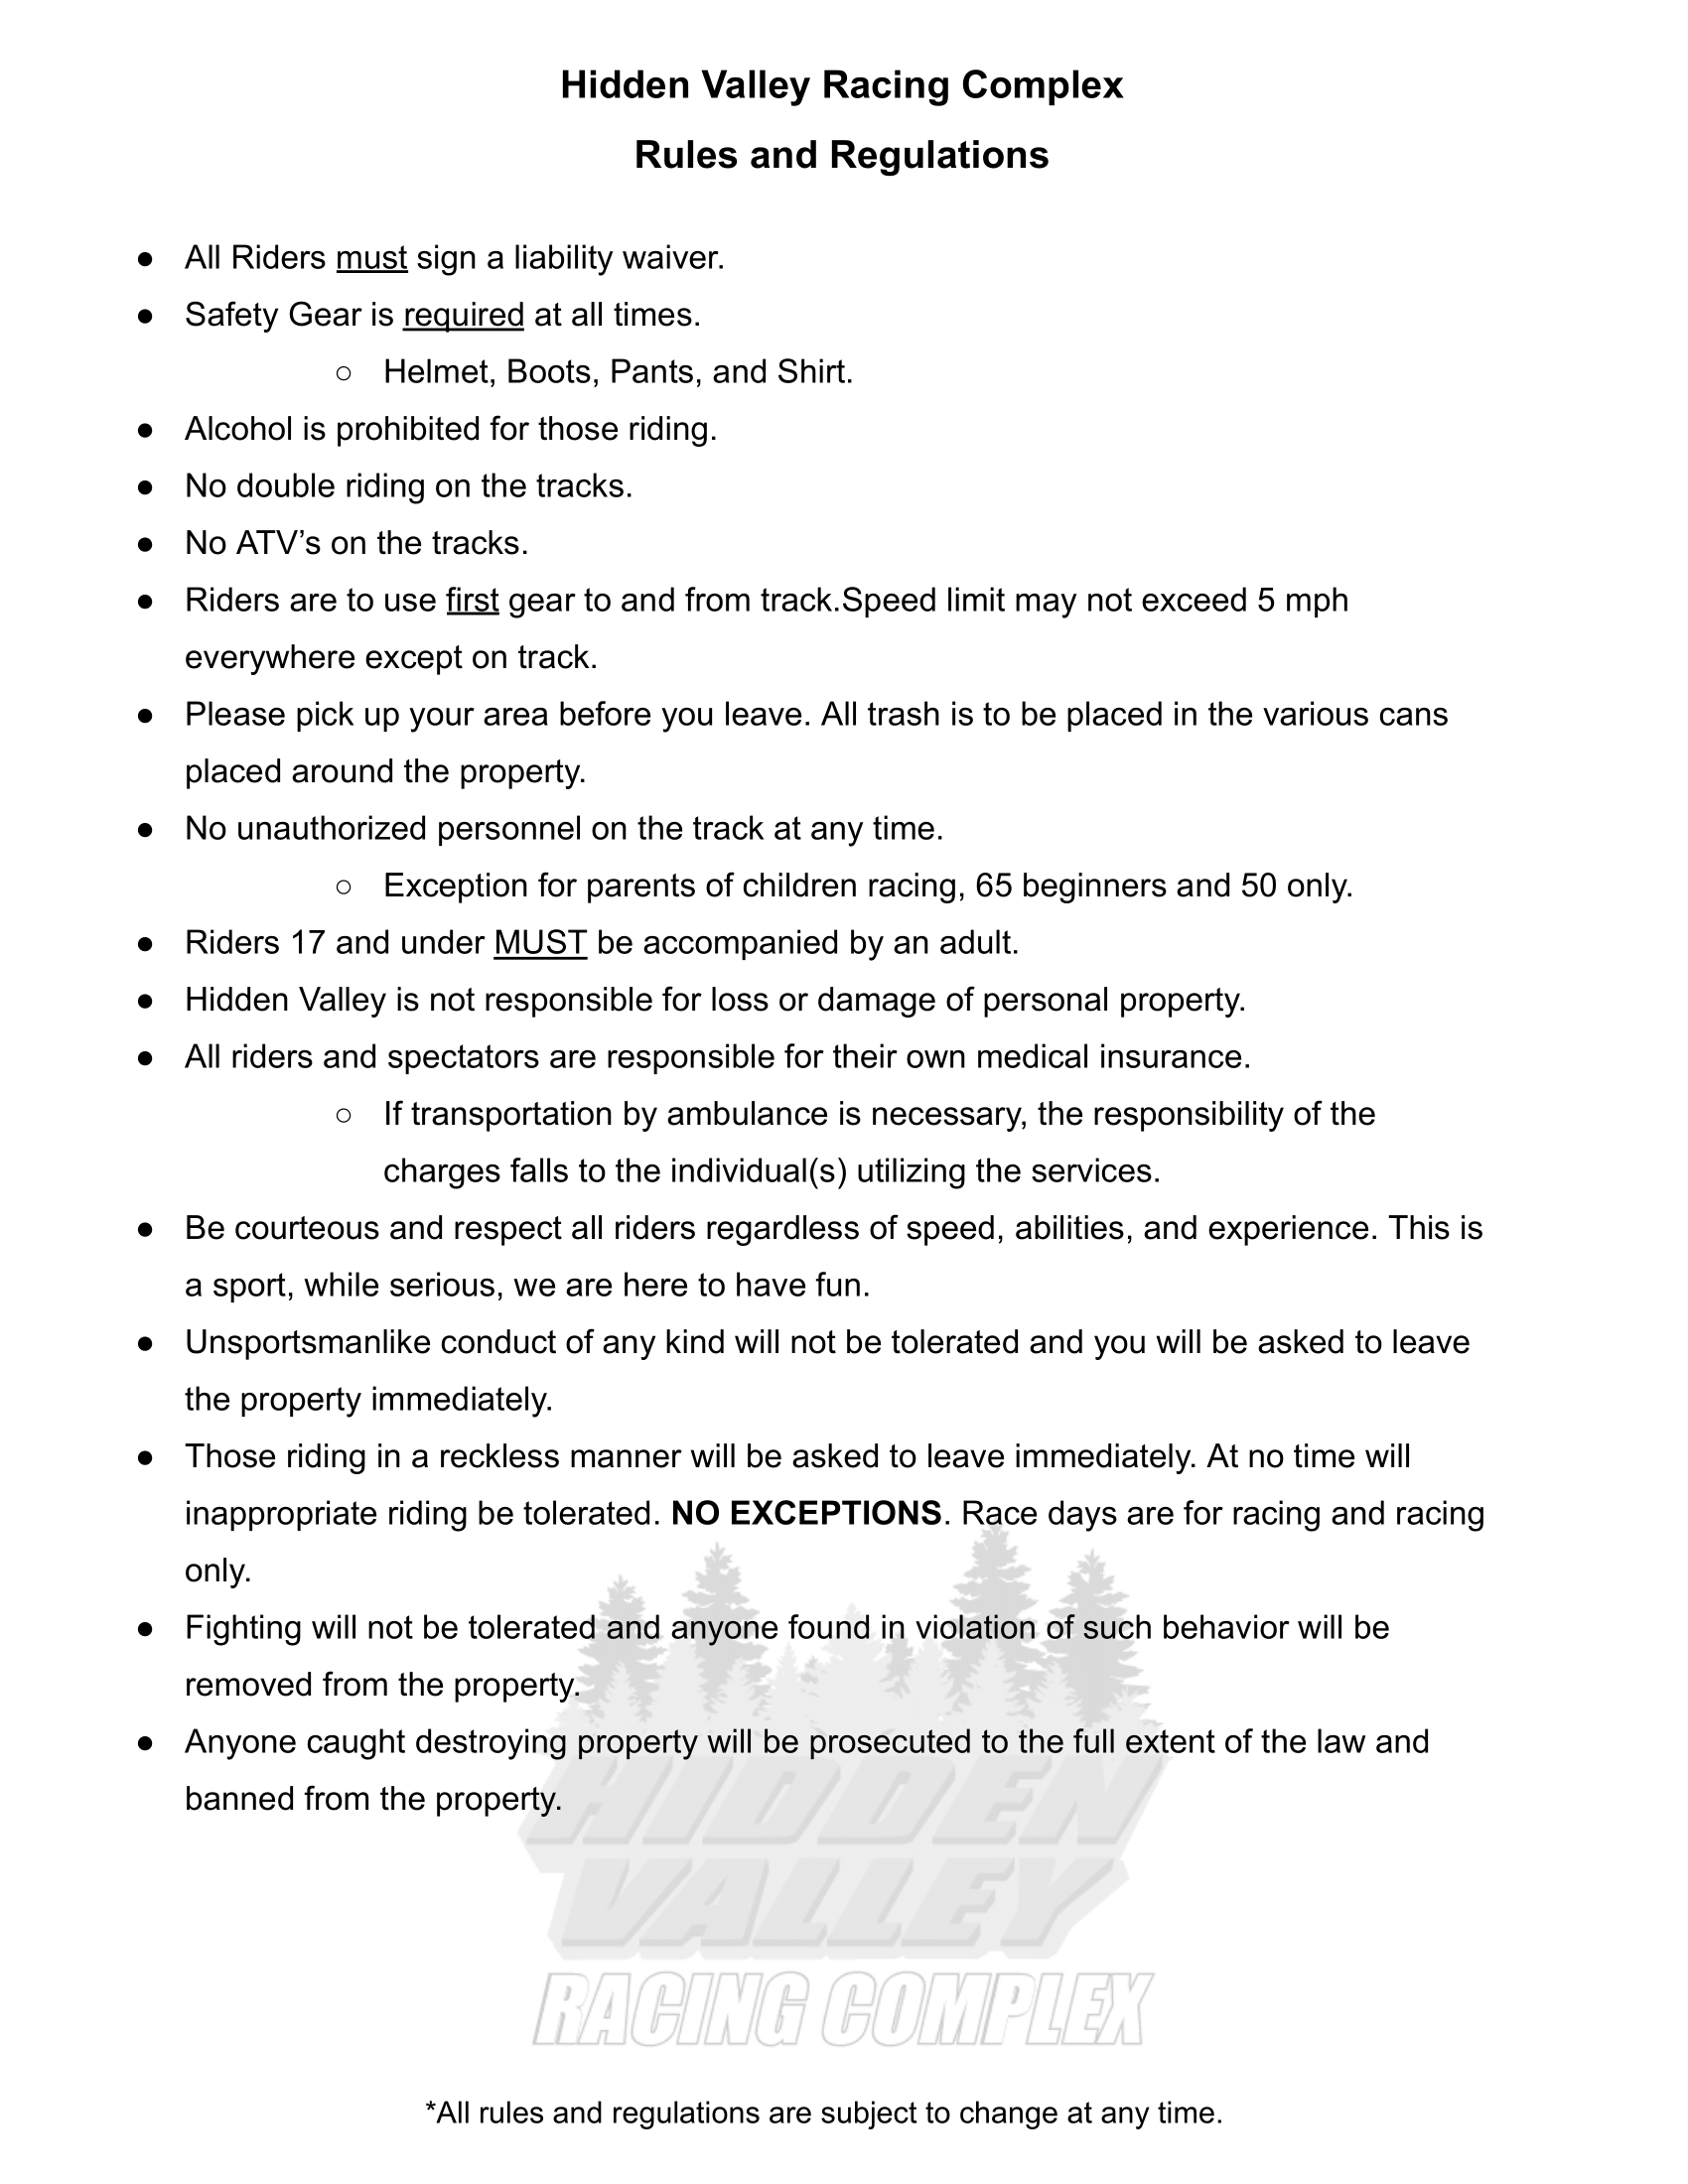 Hidden Valley Racing Complex
Rules and Regulations
● All Riders must sign a liability waiver.
● Safety Gear is required at all times.
○ Helmet, Boots, Pants, and Shirt.
● Alcohol is prohibited for those riding.
● No double riding on the tracks.
● No ATV’s on the tracks.
● Riders are to use first gear to and from track.Speed limit may not exceed 5 mph
everywhere except on track.
● Please pick up your area before you leave. All trash is to be placed in the various cans
placed around the property.
● No unauthorized personnel on the track at any time.
○ Exception for parents of children racing, 65 beginners and 50 only.
● Riders 17 and under MUST be accompanied by an adult.
● Hidden Valley is not responsible for loss or damage of personal property.
● All riders and spectators are responsible for their own medical insurance.
○ If transportation by ambulance is necessary, the responsibility of the
charges falls to the individual(s) utilizing the services.
● Be courteous and respect all riders regardless of speed, abilities, and experience. This is
a sport, while serious, we are here to have fun.
● Unsportsmanlike conduct of any kind will not be tolerated and you will be asked to leave
the property immediately.
● Those riding in a reckless manner will be asked to leave immediately. At no time will
inappropriate riding be tolerated. NO EXCEPTIONS. Race days are for racing and racing
only.
● Fighting will not be tolerated and anyone found in violation of such behavior will be
removed from the property.
● Anyone caught destroying property will be prosecuted to the full extent of the law and
banned from the property.
HIDDEN
VALLEY
RACING COMPLEX
*All rules and regulations are subject to change at any time.